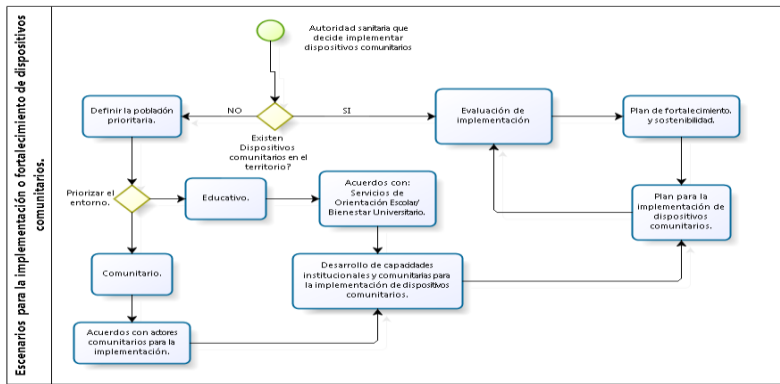 Escenarios para la implementación o fortalecimiento de dispositivos
comunitarios.
Autoridad sanitaria que
decide implementar
dispositivos comunitarios
Definir la población
prioritaria.
NO
SI
Existen
Dispositivos
comunitarios en el
territorio?
Evaluación de
implementación
Plan de fortalecimiento.
y sostenibilidad.
Priorizar el
entorno.
Educativo.
Acuerdos con:
Servicios de
Orientación Escolar/
Bienestar Universitario.
Plan para la
implementación de
dispositivos
comunitarios.
Comunitario.
Desarrollo de capacidades
institucionales y comunitarias para
la implementación de dispositivos
comunitarios.
Acuerdos con actores
comunitarios para la
implementación.